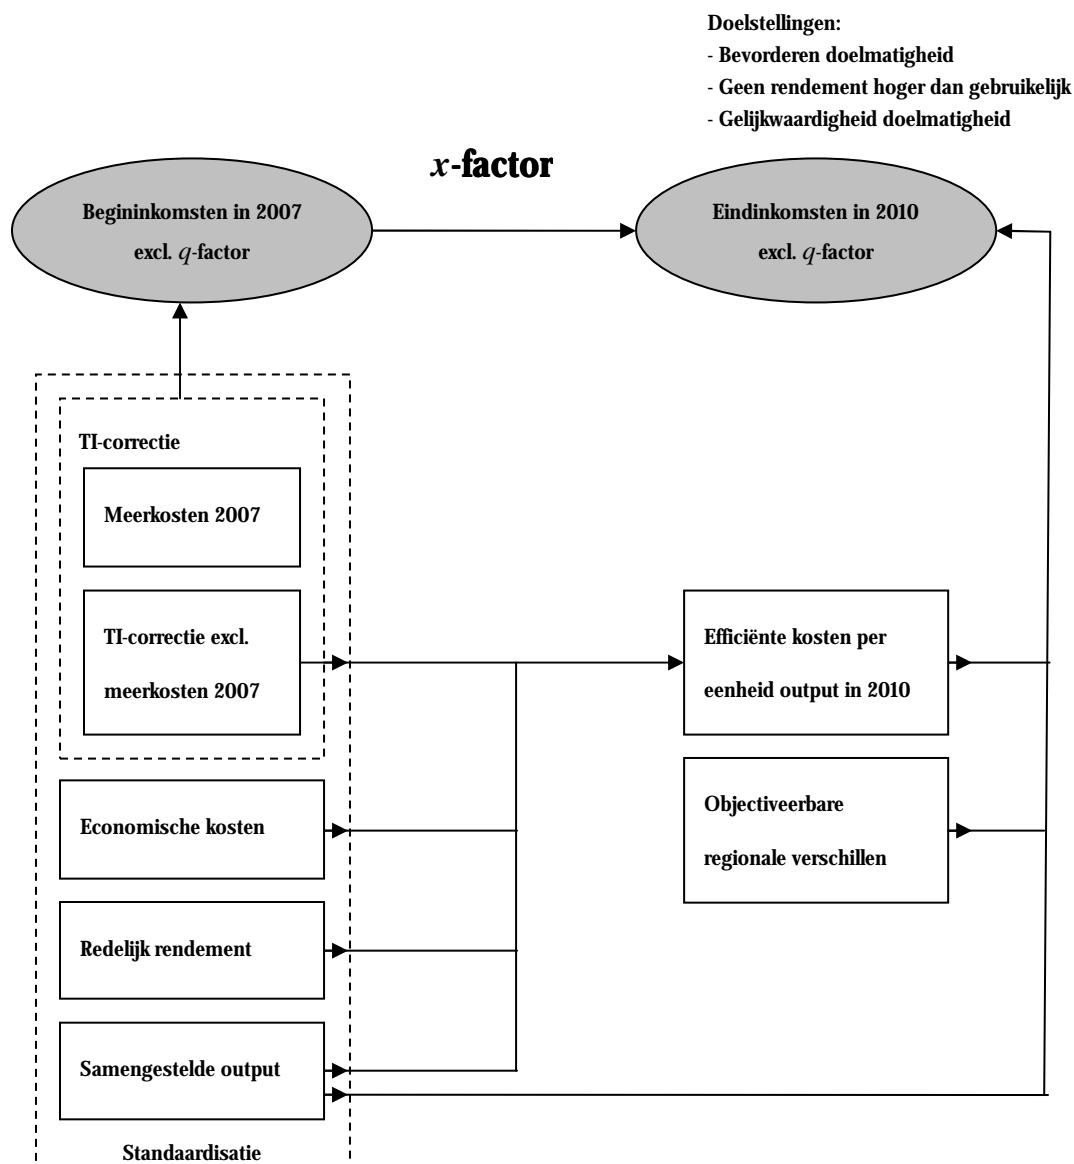 Doelstellingen:
- Bevorderen doelmatigheid
- Geen rendement hoger dan gebruikelijk
- Gelijkwaardigheid doelmatigheid
x-factor
Begininkomsten in 2007
excl. q-factor
Eindinkomsten in 2010
excl. q-factor
TI-correctie
Meerkosten 2007
TI-correctie excl.
meerkosten 2007
Efficiënte kosten per
eenheid output in 2010
Objectiveerbare
regionale verschillen
Economische kosten
Redelijk rendement
Samengestelde output
Standaardisatie